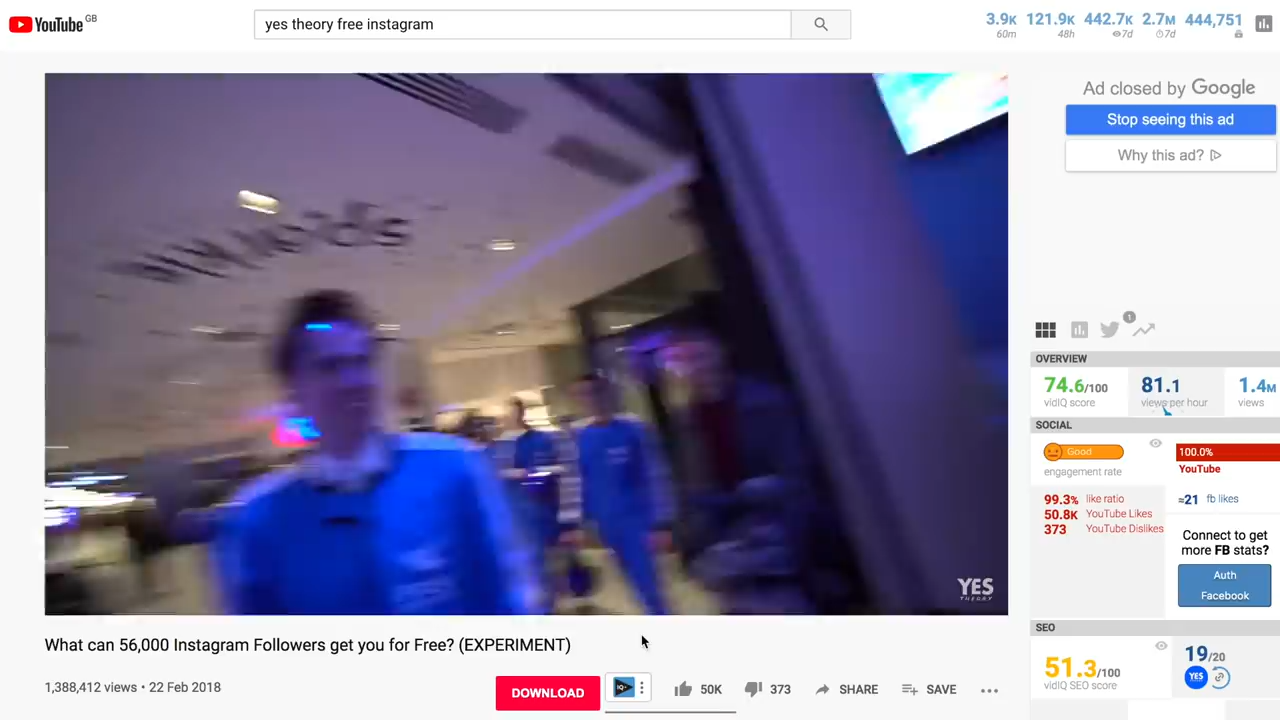 YouTube GB
yes theory free instagram
3.9K 121.9K 442.7K 2.7M 444,751
60m 48h 7d 7d
Ad closed by Google
Stop seeing this ad
Why this ad?
YES
THEORY
1
OVERVIEW
74.6/100 81.1 1.4M
vidIQ score views per hour views
SOCIAL
Good
engagement rate
100.0%
YouTube
99.3% like ratio
50.8K YouTube Likes
373 YouTube Dislikes
≈21 fb likes
Connect to get
more FB stats?
Auth
Facebook
SEO
51.3/100
vidIQ SEO score
19/20
YES
What can 56,000 Instagram Followers get you for Free? (EXPERIMENT)
1,388,412 views • 22 Feb 2018
DOWNLOAD
IQ
50K 373 SHARE SAVE